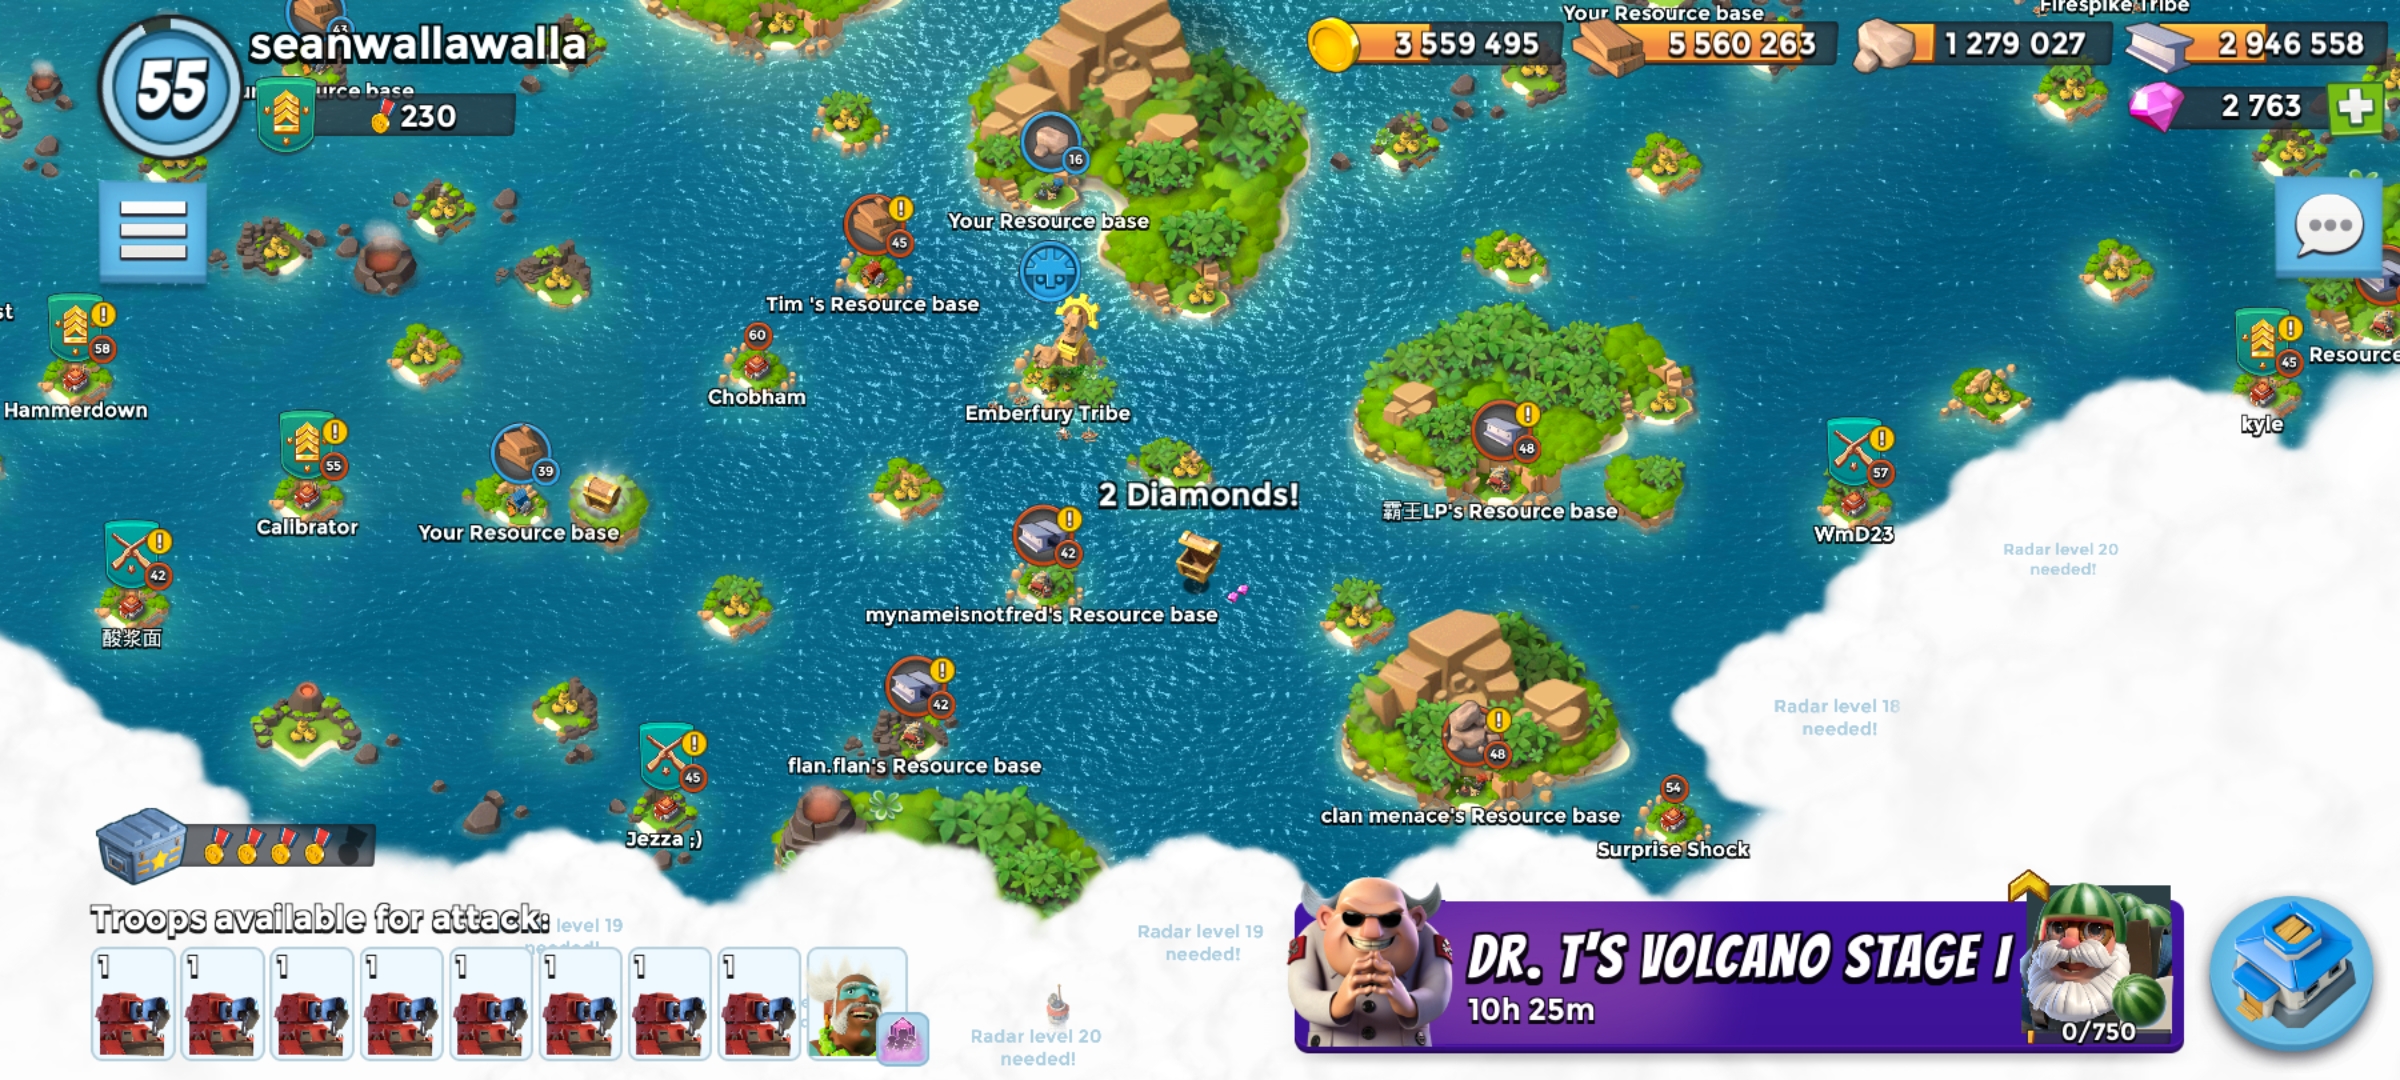 55
seanwallawalla
230
43
3 559 495
Your Resource base
5 560 263
1 279 027
2 946 558
2 763
16
Your Resource base
45
Tim 's Resource base
58
Hammerdown
60
Chobham
Emberfury Tribe
55
Calibrator
39
Your Resource base
42
酸浆面
2 Diamonds!
42
mynameisnotfred's Resource base
48
霸王LP's Resource base
57
WmD23
45
kyle
Resource
Radar level 20
needed!
Radar level 18
needed!
42
flan.flan's Resource base
45
Jezza ;)
48
clan menace's Resource base
54
Surprise Shock
Troops available for attack:
level 19
1
1
1
1
1
1
1
1
Radar level 19
needed!
Radar level 20
needed!
DR. T'S VOLCANO STAGE I
10h 25m
0/750